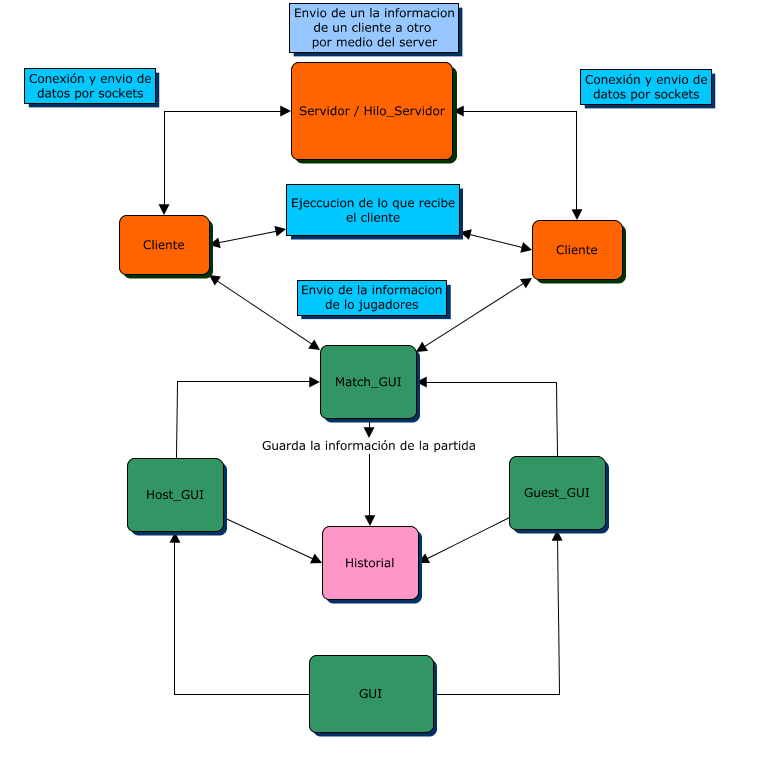 Envio de un la informacion
de un cliente a otro
por medio del server
Conexión y envio de
datos por sockets
Conexión y envio de
datos por sockets
Servidor / Hilo_Servidor
Ejeccucion de lo que recibe
el cliente
Cliente
Cliente
Envio de la informacion
de lo jugadores
Match_GUI
Guarda la información de la partida
Host_GUI
Guest_GUI
Historial
GUI